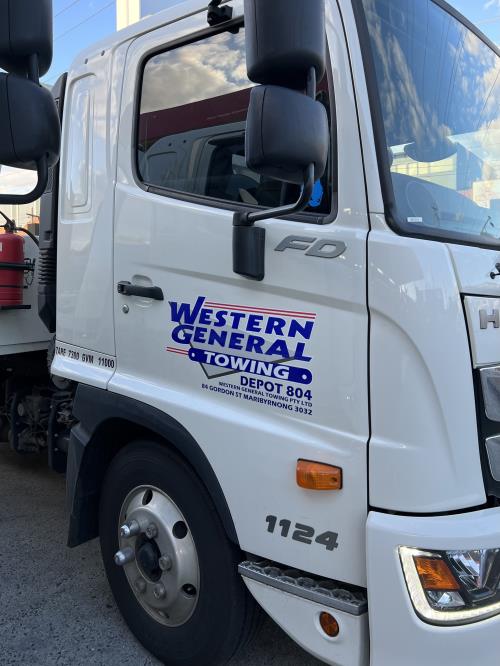 FD
WESTERN
GENERAL
TOWING
DEPOT 804
WESTERN GENERAL TOWING PTY LTD
84 GORDON ST MARIBYRNONG 3032
TARE 7300 GVM 11000
1124
H